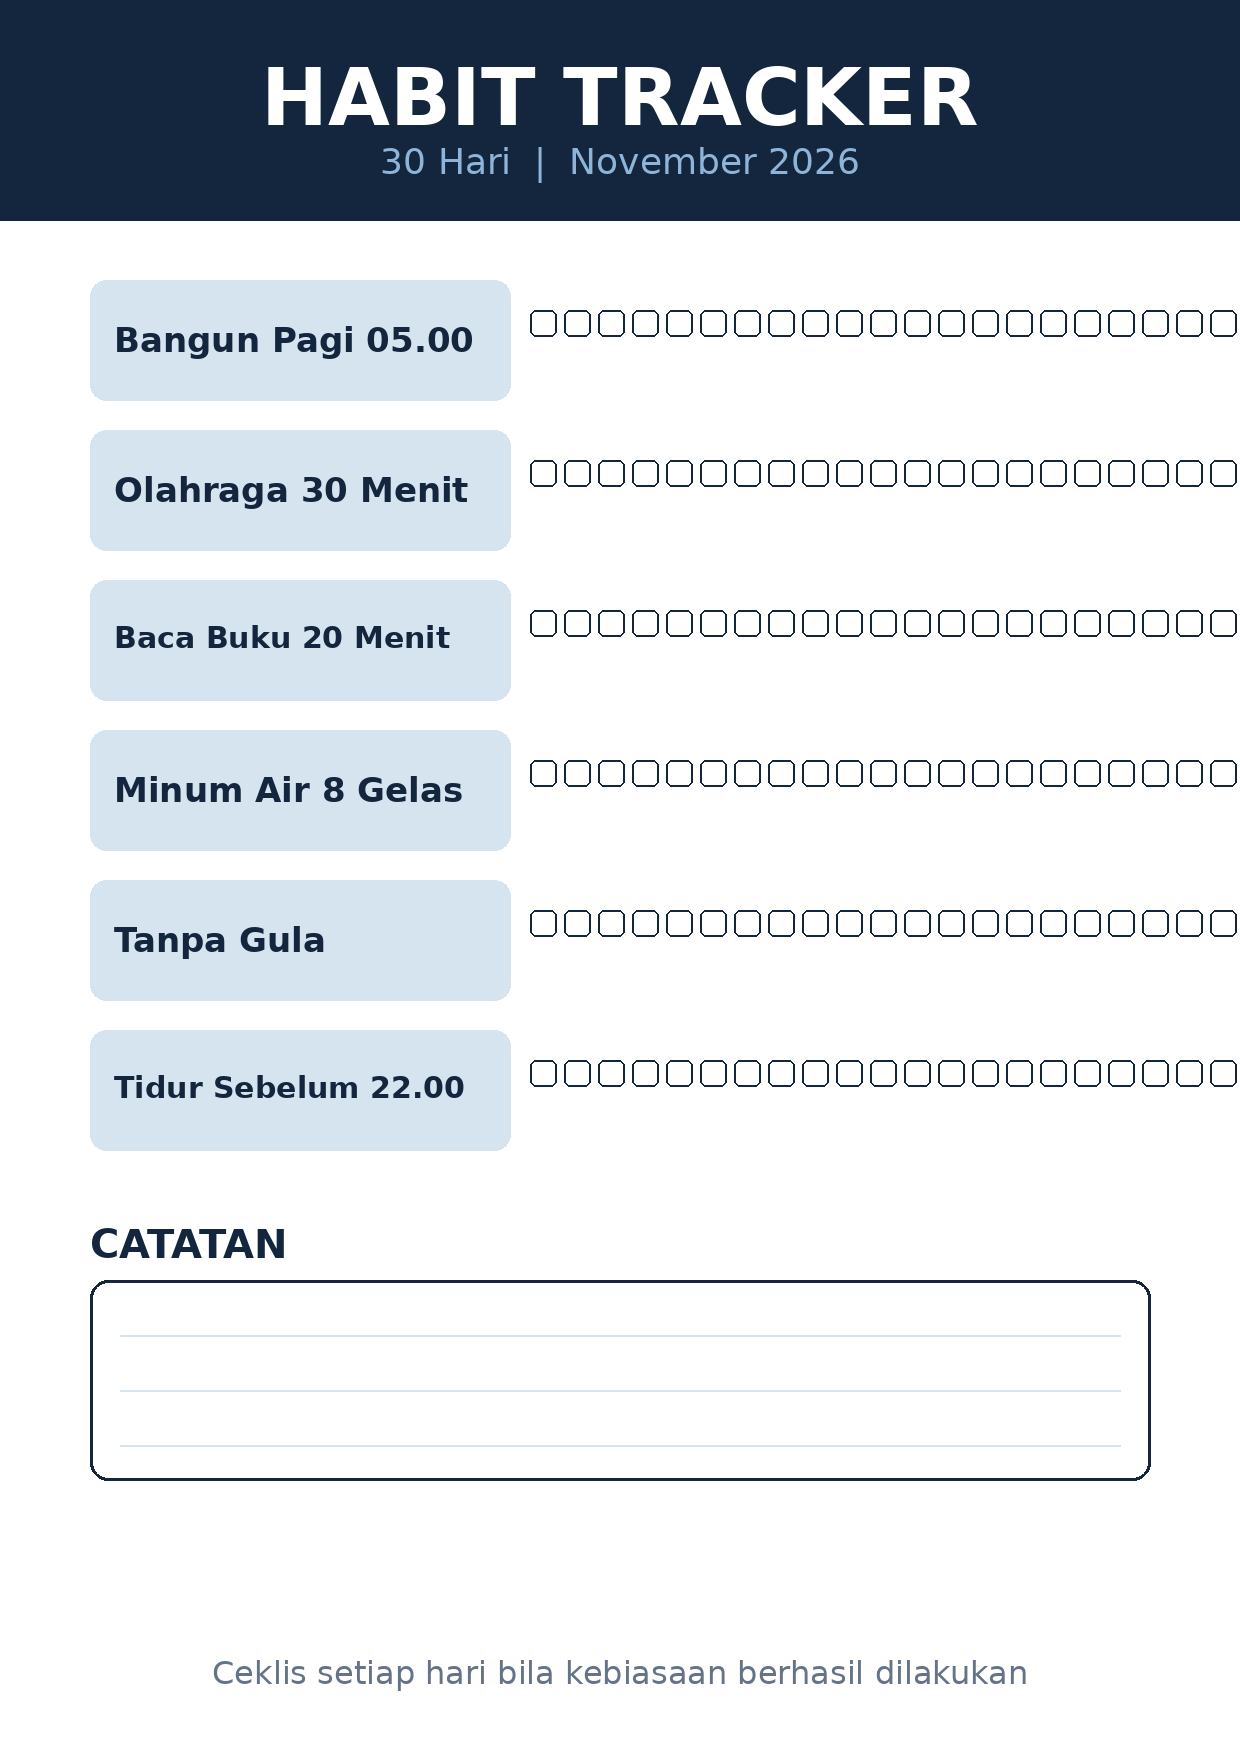 HABIT TRACKER
30 Hari | November 2026
Bangun Pagi 05.00
Olahraga 30 Menit
Baca Buku 20 Menit
Minum Air 8 Gelas
Tanpa Gula
Tidur Sebelum 22.00
CATATAN
Ceklis setiap hari bila kebiasaan berhasil dilakukan